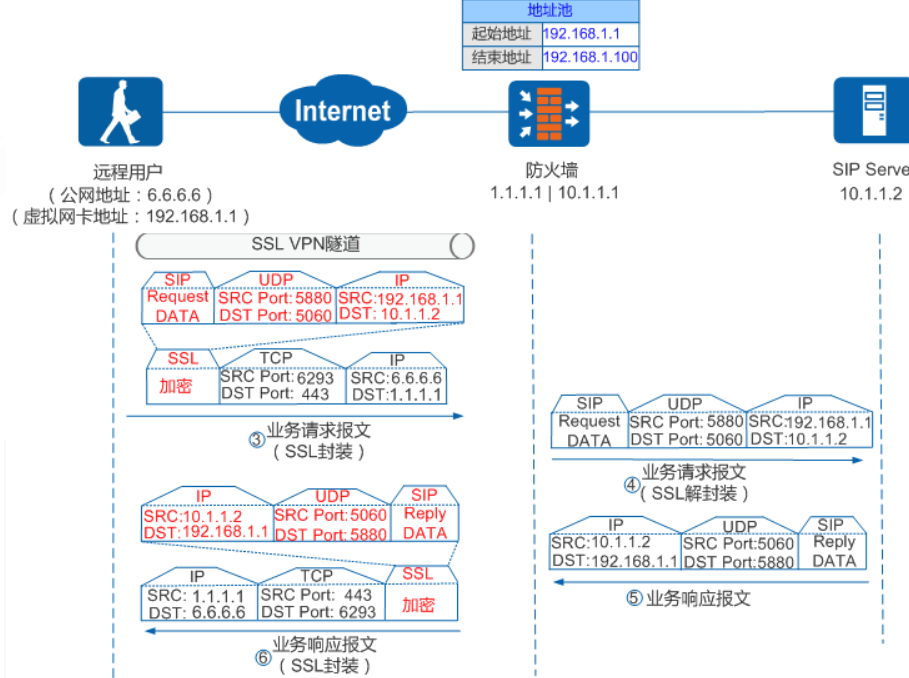 地址池
起始地址 192.168.1.1
结束地址 192.168.1.100
Internet
远程用户
（公网地址：6.6.6.6）
（虚拟网卡地址：192.168.1.1）
防火墙
1.1.1.1 | 10.1.1.1
SIP Serve
10.1.1.2
SSL VPN隧道
SIP UDP IP
Request SRC Port:5880 SRC:192.168.1.1
DATA DST Port:5060 DST: 10.1.1.2
SSL TCP IP
加密 SRC Port:6293 SRC:6.6.6.6
DST Port: 443 DST:1.1.1.1
③业务请求报文
（SSL封装）
SIP UDP IP
Request SRC Port:5880 SRC:192.168.1.1
DATA DST Port:5060 DST:10.1.1.2
④业务请求报文
（SSL解封装）
IP UDP SIP
SRC:10.1.1.2 SRC Port:5060 Reply
DST:192.168.1.1 DST Port:5880 DATA
IP UDP SIP
SRC:10.1.1.2 SRC Port:5060 Reply
DST:192.168.1.1 DST Port:5880 DATA
⑤业务响应报文
IP TCP SSL
SRC: 1.1.1.1 SRC Port: 443 加密
DST: 6.6.6.6 DST Port: 6293
⑥业务响应报文
（SSL封装）